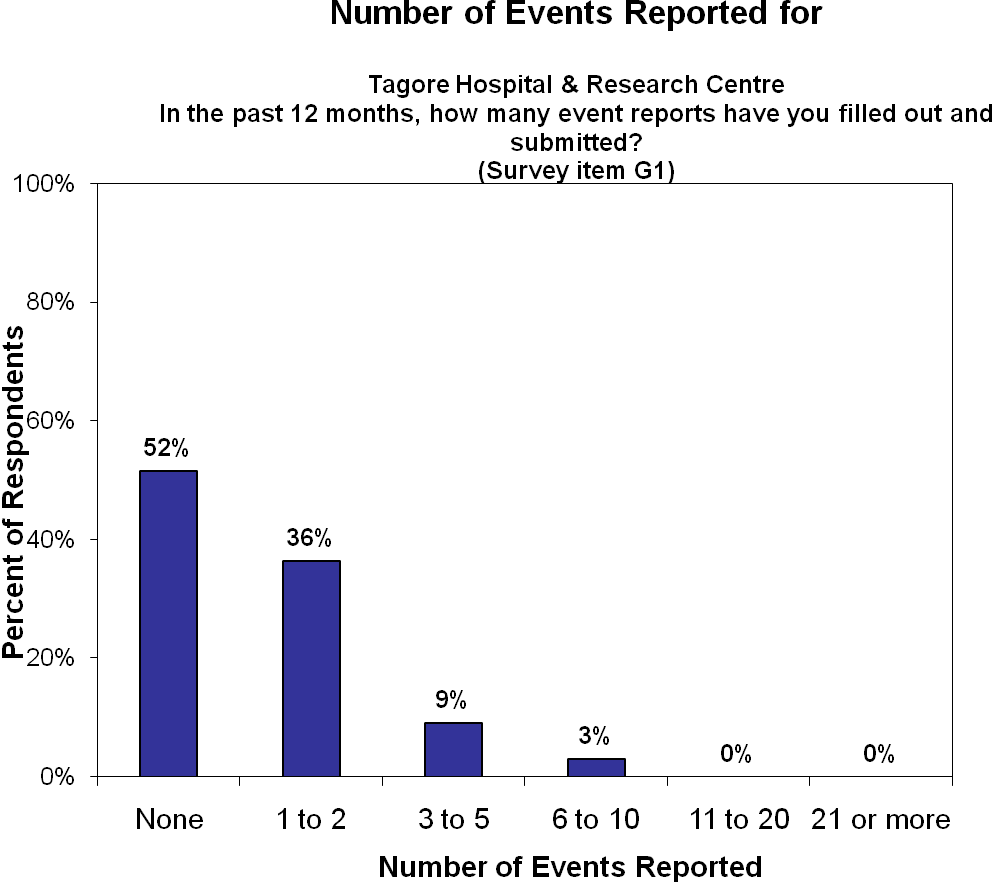 Number of Events Reported for
Tagore Hospital & Research Centre
In the past 12 months, how many event reports have you filled out and
submitted?
(Survey item G1)
100%
80%
60%
40%
20%
0%
Percent of Respondents
52%
36%
9%
3%
0%
0%
None
1 to 2
3 to 5
6 to 10
11 to 20
21 or more
Number of Events Reported